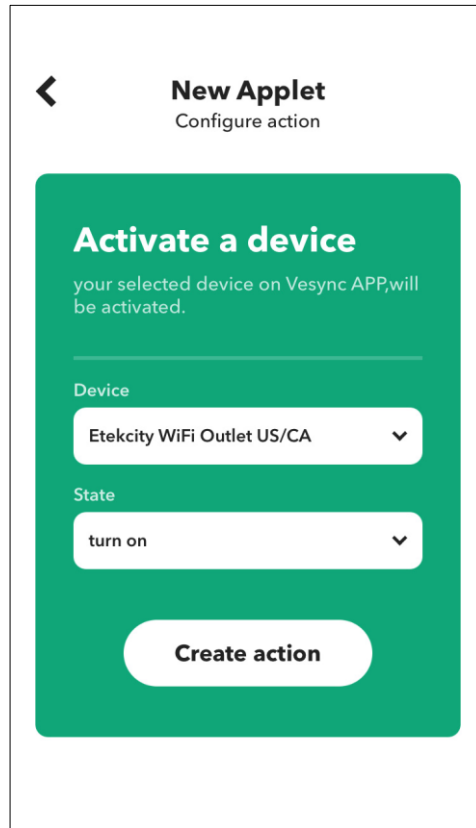 New Applet
Configure action
Activate a device
your selected device on Vesync APP,will
be activated.
Device
Etekcity WiFi Outlet US/CA
State
turn on
Create action